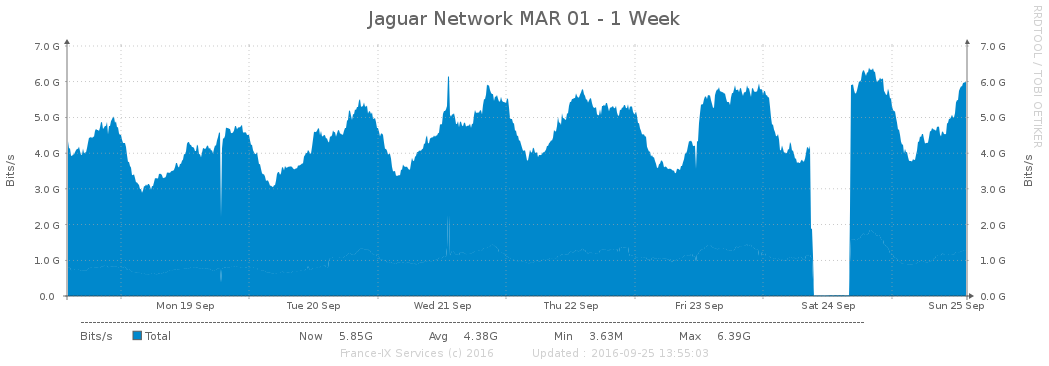 Jaguar Network MAR 01 - 1 Week
RRDTOOL / TOBI OETIKER
Bits/s
7.0 G
6.0 G
5.0 G
4.0 G
3.0 G
2.0 G
1.0 G
0.0
7.0 G
6.0 G
5.0 G
4.0 G
3.0 G
2.0 G
1.0 G
0.0 G
Bits/s
Mon 19 Sep Tue 20 Sep Wed 21 Sep Thu 22 Sep Fri 23 Sep Sat 24 Sep Sun 25 Sep
Bits/s Total Now 5.85G Avg 4.38G Min 3.63M Max 6.39G
France-IX Services (c) 2016 Updated : 2016-09-25 13:55:03